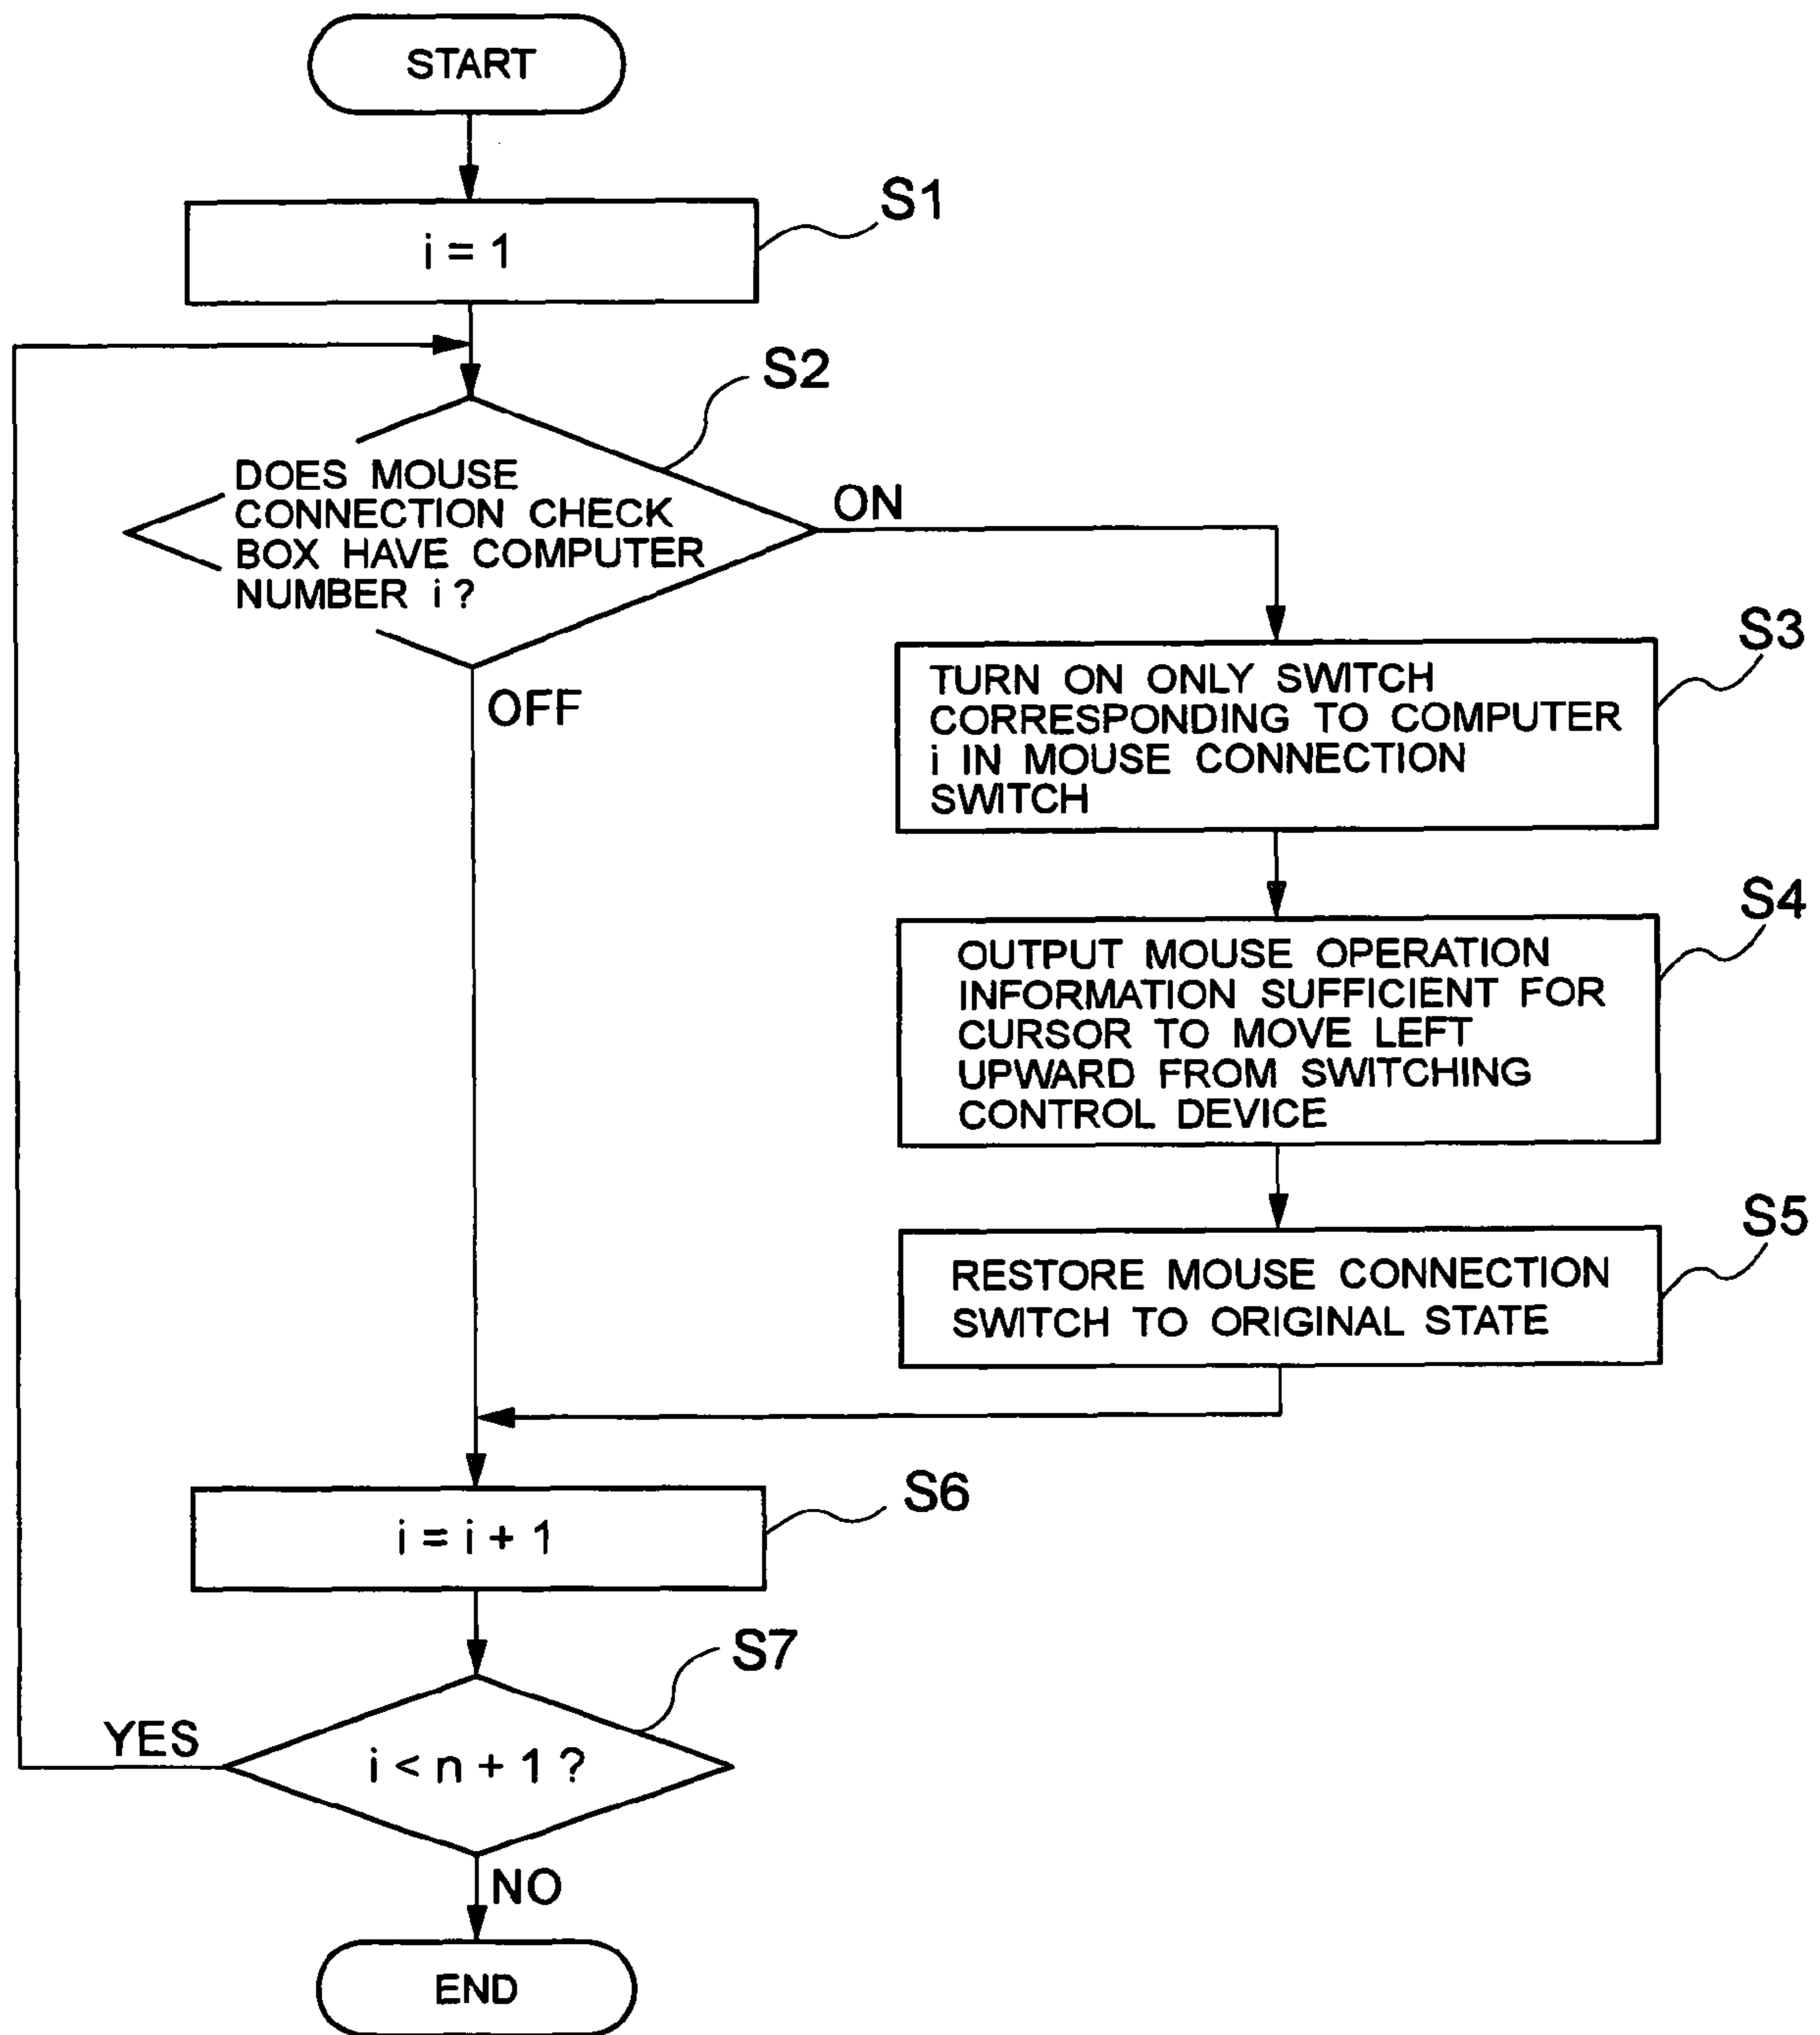 START
S1
i = 1
S2
DOES MOUSE
CONNECTION CHECK
BOX HAVE COMPUTER
NUMBER i ?
ON
OFF
S3
TURN ON ONLY SWITCH
CORRESPONDING TO COMPUTER
i IN MOUSE CONNECTION
SWITCH
S4
OUTPUT MOUSE OPERATION
INFORMATION SUFFICIENT FOR
CURSOR TO MOVE LEFT
UPWARD FROM SWITCHING
CONTROL DEVICE
S5
RESTORE MOUSE CONNECTION
SWITCH TO ORIGINAL STATE
S6
i = i + 1
S7
YES
i < n + 1 ?
NO
END